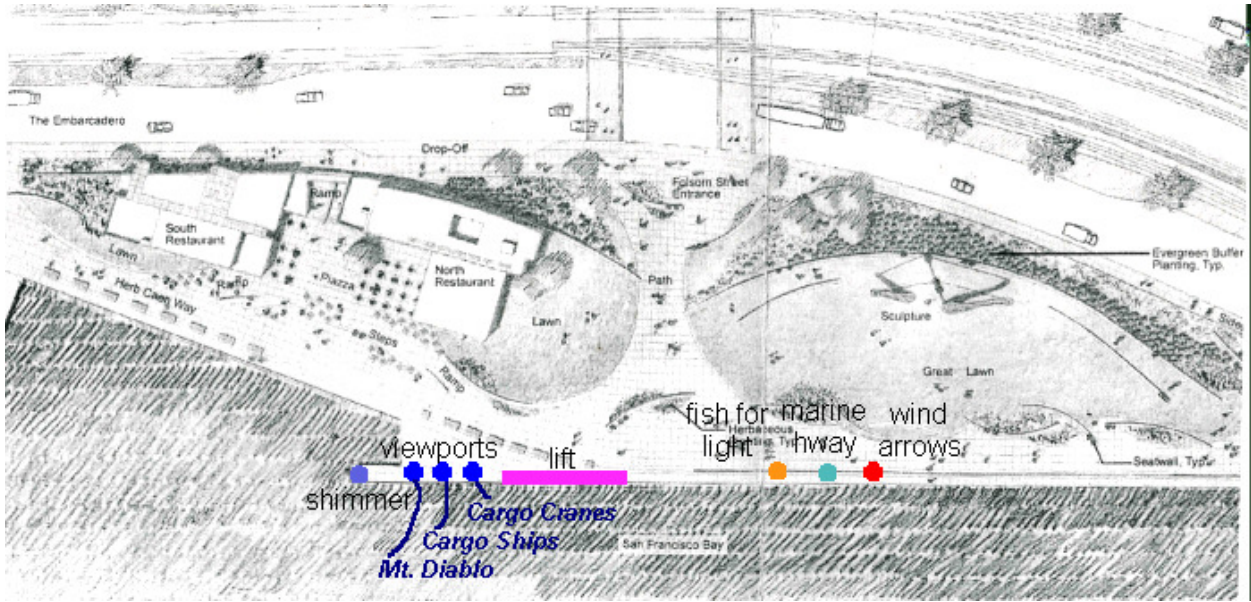 The Embarcadero
Drop-Off
Folsom Street
Entrance
Ramp
South
Restaurant
Lawn
Ramp
Herb Caen Way
Piazza
North
Restaurant
Path
Evergreen Buffer
Planting, Typ.
Lawn
Sculpture
Steps
Ramp
Great Lawn
Seatwall, Typ.
Herbaceous
viewports
shimmer
lift
fish for
light
marine
hway
wind
arrows
Cargo Cranes
Cargo Ships
Mt. Diablo
San Francisco Bay